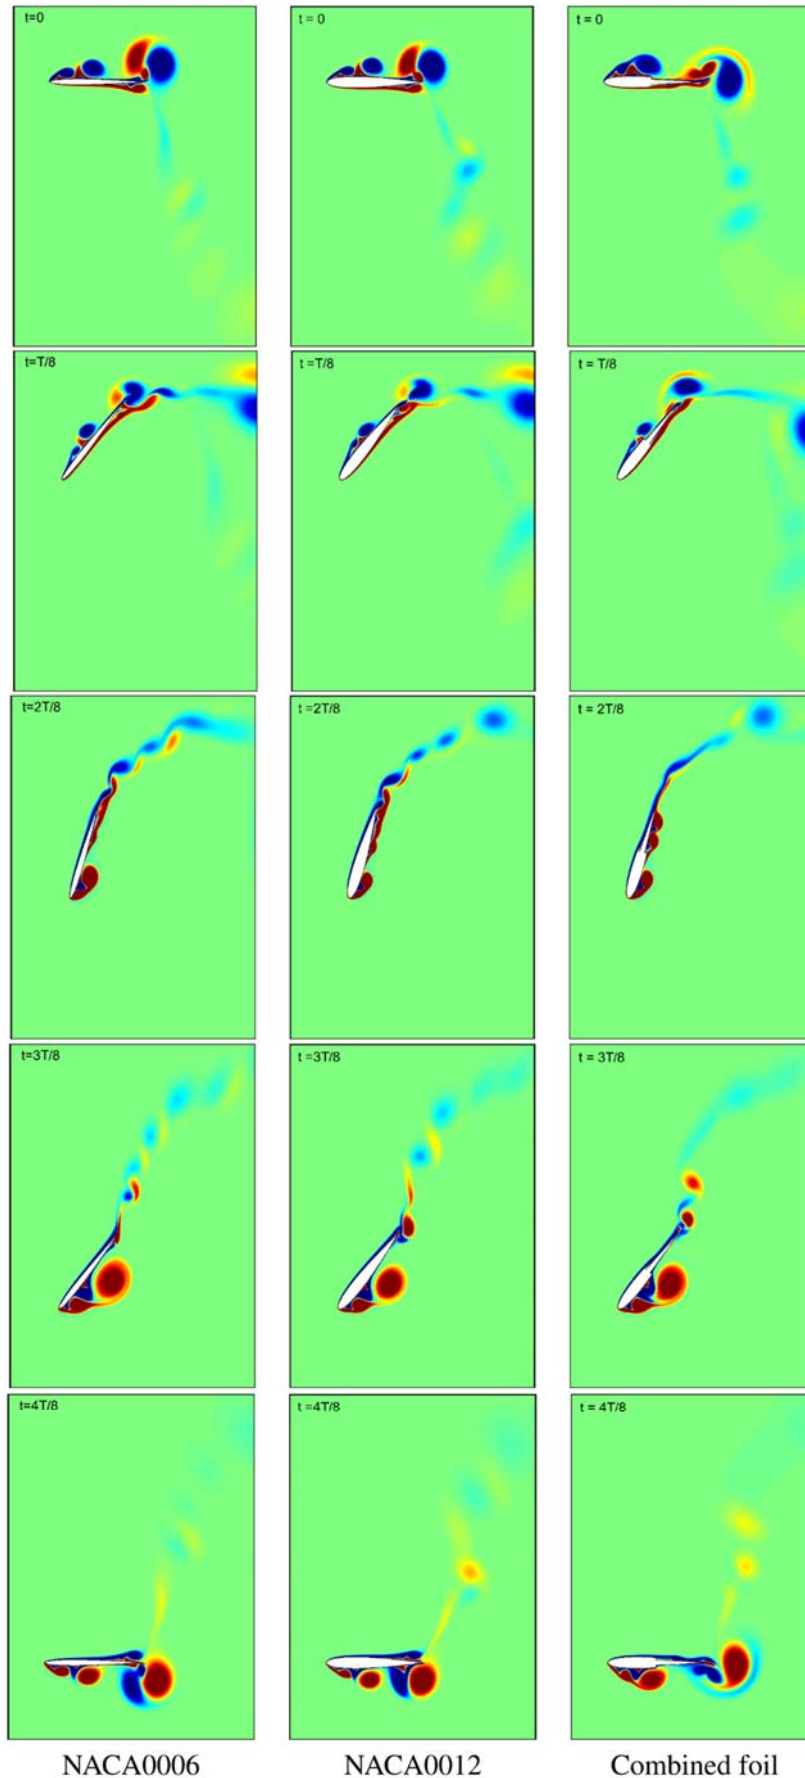 t=0
t = 0
t = 0
t=T/8
t =T/8
t = T/8
t=2T/8
t =2T/8
t = 2T/8
t=3T/8
t =3T/8
t = 3T/8
t=4T/8
t =4T/8
t = 4T/8
NACA0006
NACA0012
Combined foil